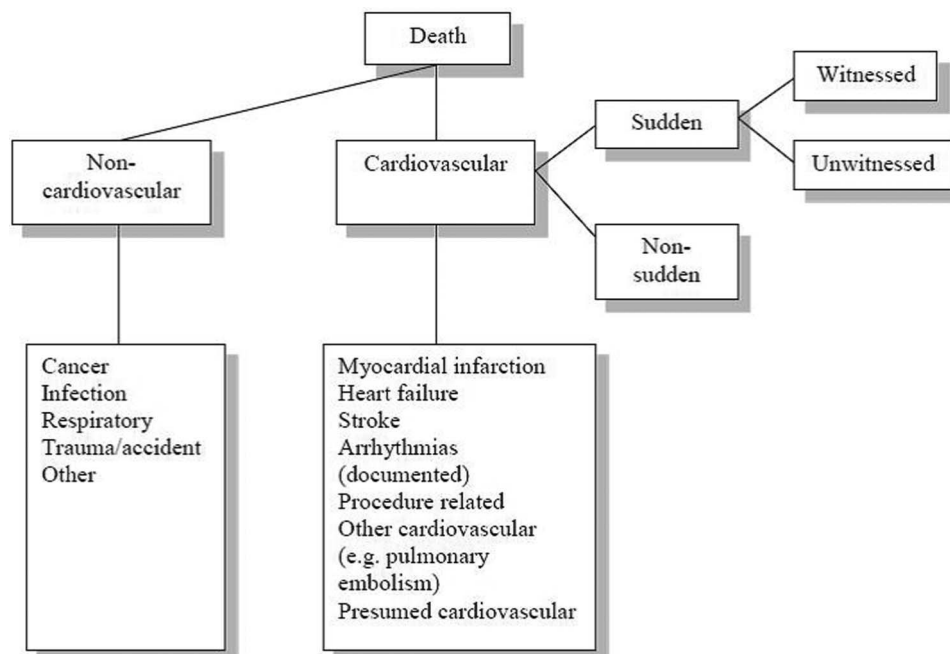 Death
Non-
cardiovascular
Cardiovascular
Sudden
Witnessed
Unwitnessed
Non-
sudden
Cancer
Infection
Respiratory
Trauma/accident
Other
Myocardial infarction
Heart failure
Stroke
Arrhythmias
(documented)
Procedure related
Other cardiovascular
(e.g. pulmonary
embolism)
Presumed cardiovascular